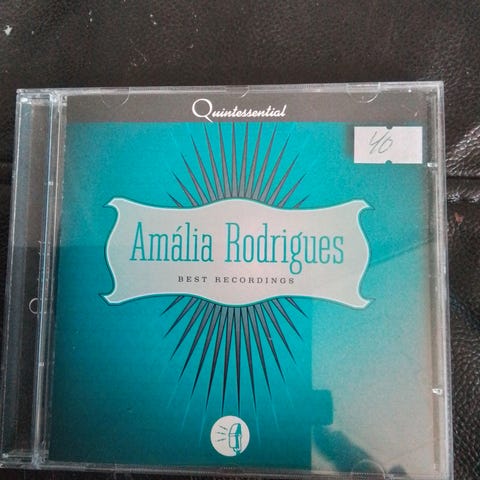 Quintessential
40
Amália Rodrigues
BEST RECORDINGS